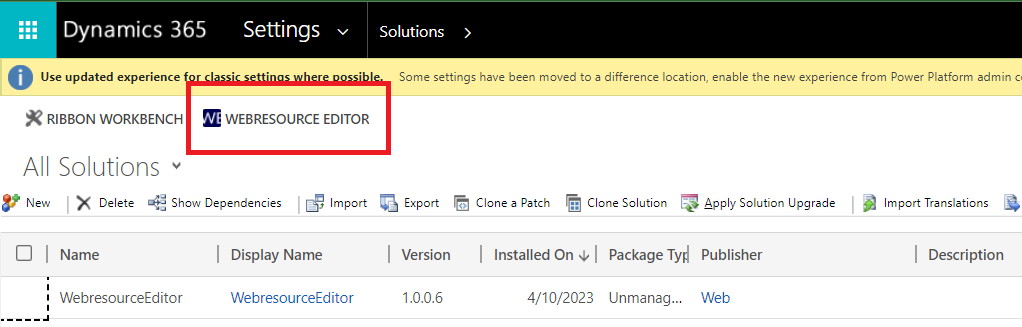 Dynamics 365 Settings Solutions
Use updated experience for classic settings where possible. Some settings have been moved to a difference location, enable the new experience from Power Platform admin c
RIBBON WORKBENCH WE WEBRESOURCE EDITOR
All Solutions
New Delete Show Dependencies Import Export Clone a Patch Clone Solution Apply Solution Upgrade Import Translations
Name Display Name Version Installed On Package Typ Publisher Description
WebresourceEditor WebresourceEditor 1.0.0.6 4/10/2023 Unmanag... Web